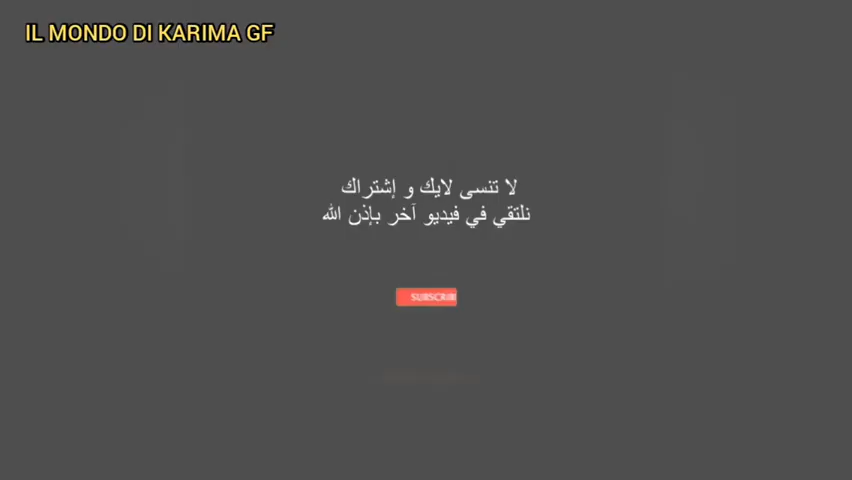 IL MONDO DI KARIMA GF
لا تنسى لايك و إشتراك
نلتقي في فيديو آخر بإذن الله
SUBSCRIBE